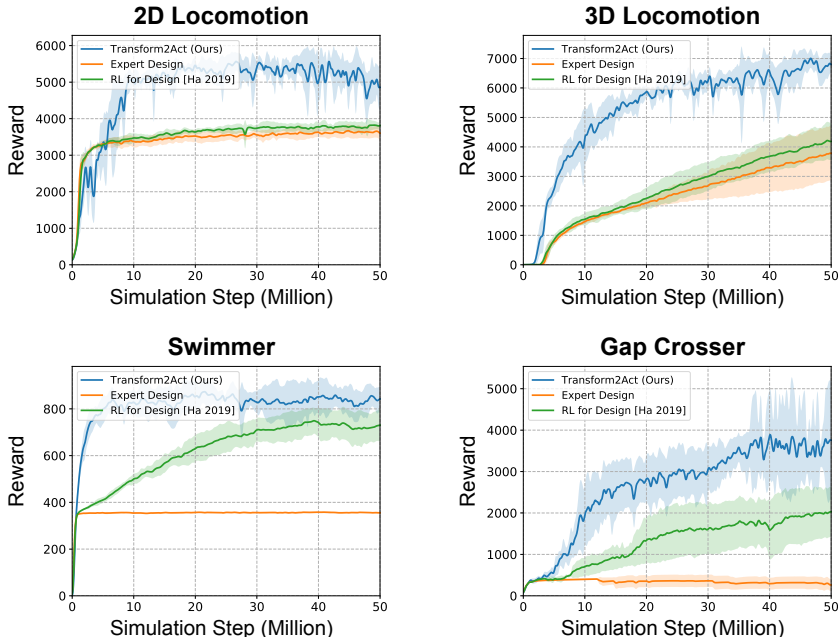 2D Locomotion
Reward
6000
5000
4000
3000
2000
1000
0
Transform2Act (Ours)
Expert Design
RL for Design [Ha 2019]
0 10 20 30 40 50
Simulation Step (Million)
3D Locomotion
Reward
7000
6000
5000
4000
3000
2000
1000
0
Transform2Act (Ours)
Expert Design
RL for Design [Ha 2019]
0 10 20 30 40 50
Simulation Step (Million)
Swimmer
Reward
800
600
400
200
0
Transform2Act (Ours)
Expert Design
RL for Design [Ha 2019]
0 10 20 30 40 50
Simulation Step (Million)
Gap Crosser
Reward
5000
4000
3000
2000
1000
0
Transform2Act (Ours)
Expert Design
RL for Design [Ha 2019]
0 10 20 30 40 50
Simulation Step (Million)